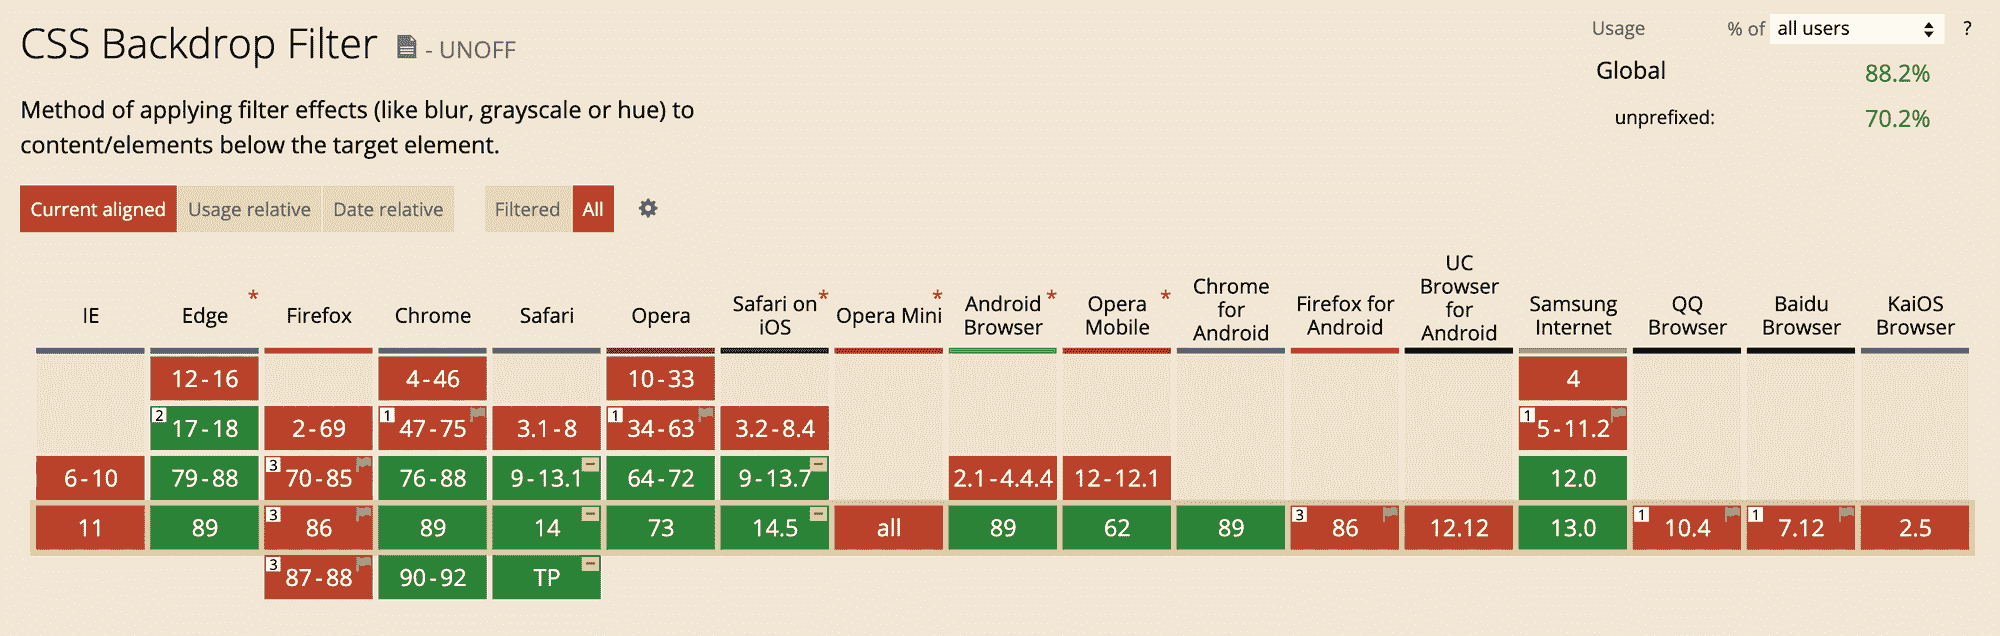 CSS Backdrop Filter - UNOFF
Usage % of all users ?
Global 88.2%
unprefixed: 70.2%
Method of applying filter effects (like blur, grayscale or hue) to
content/elements below the target element.
Current aligned Usage relative Date relative Filtered All
IE Edge * Firefox Chrome Safari Opera Safari on iOS * Opera Mini * Android Browser * Opera Mobile * Chrome for Android Firefox for Android UC Browser for Android Samsung Internet QQ Browser Baidu Browser KaiOS Browser
12-16 4-46 10-33 4
2 17-18 2-69 1 47-75 3.1-8 1 34-63 3.2-8.4 1 5-11.2
6-10 79-88 3 70-85 76-88 9-13.1 64-72 9-13.7 2.1-4.4.4 12-12.1 12.0
11 89 3 86 89 14 73 14.5 all 89 62 89 3 86 12.12 13.0 1 10.4 1 7.12 2.5
3 87-88 90-92 TP